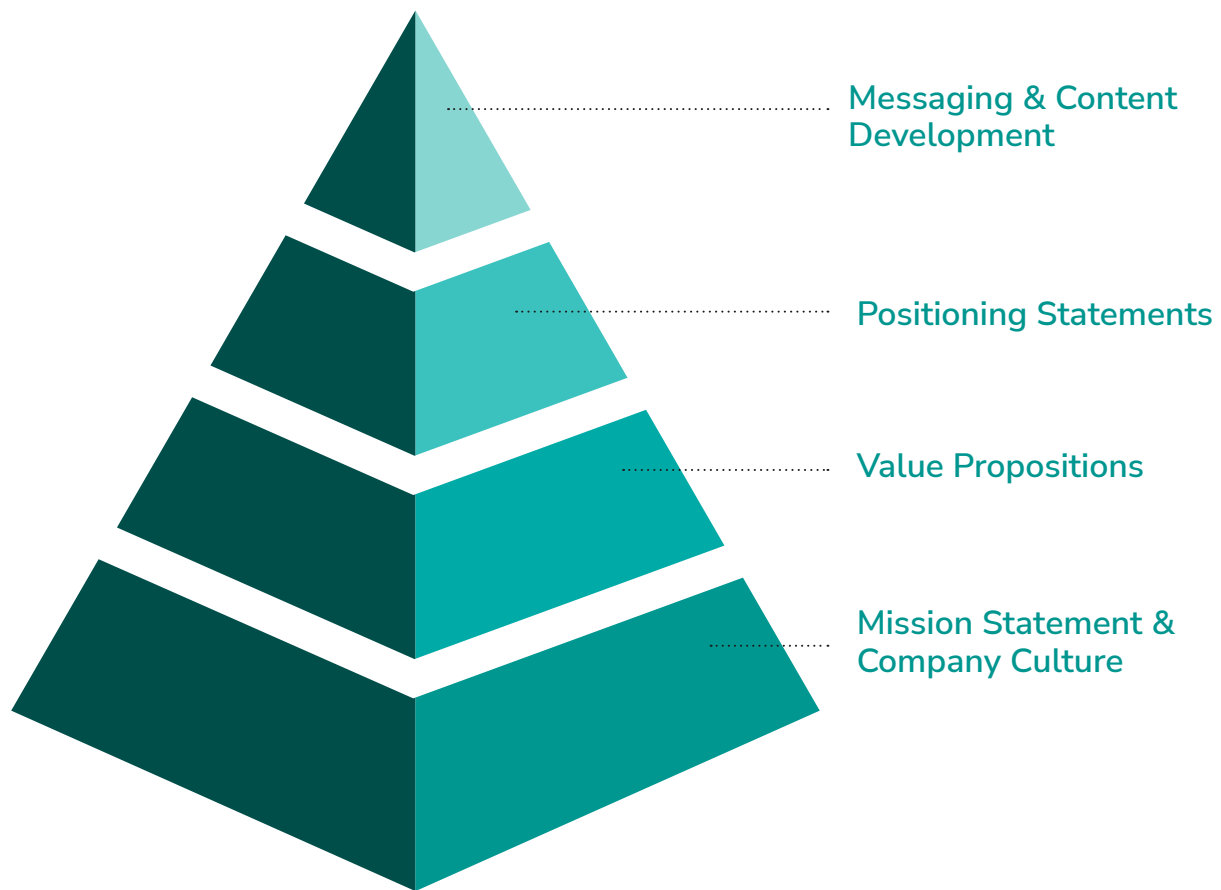 Messaging & Content
Development
Positioning Statements
Value Propositions
Mission Statement &
Company Culture